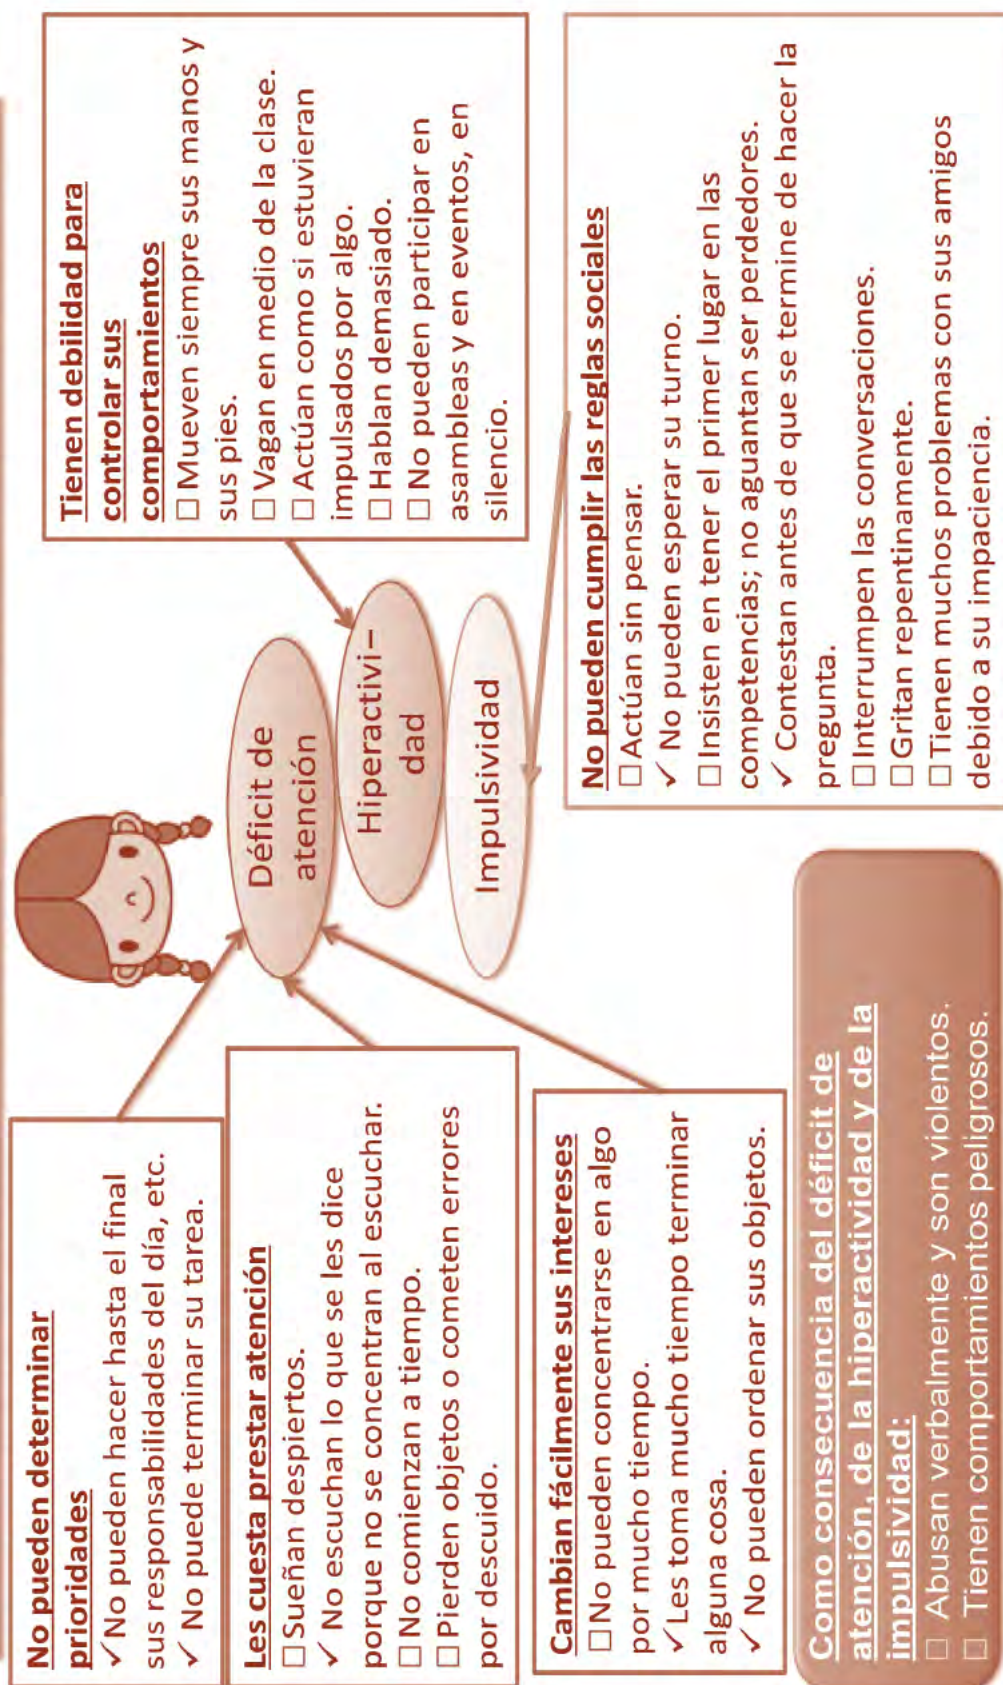 No pueden determinar
prioridades
✓No pueden hacer hasta el final
sus responsabilidades del día, etc.
✓ No puede terminar su tarea.
Les cuesta prestar atención
☐ Sueñan despiertos.
✓ No escuchan lo que se les dice
porque no se concentran al escuchar.
☐ No comienzan a tiempo.
☐ Pierden objetos o cometen errores
por descuido.
Cambian fácilmente sus intereses
☐ No pueden concentrarse en algo
por mucho tiempo.
✓Les toma mucho tiempo terminar
alguna cosa.
✓ No pueden ordenar sus objetos.
Como consecuencia del déficit de
atención, de la hiperactividad y de la
impulsividad:
☐ Abusan verbalmente y son violentos.
☐ Tienen comportamientos peligrosos.
Déficit de
atención
Hiperactivi–
dad
Impulsividad
Tienen debilidad para
controlar sus
comportamientos
☐ Mueven siempre sus manos y
sus pies.
☐ Vagan en medio de la clase.
☐ Actúan como si estuvieran
impulsados por algo.
☐ Hablan demasiado.
☐ No pueden participar en
asambleas y en eventos, en
silencio.
No pueden cumplir las reglas sociales
☐ Actúan sin pensar.
✓ No pueden esperar su turno.
☐ Insisten en tener el primer lugar en las
competencias; no aguantan ser perdedores.
✓ Contestan antes de que se termine de hacer la
pregunta.
☐ Interrumpen las conversaciones.
☐ Gritan repentinamente.
☐ Tienen muchos problemas con sus amigos
debido a su impaciencia.